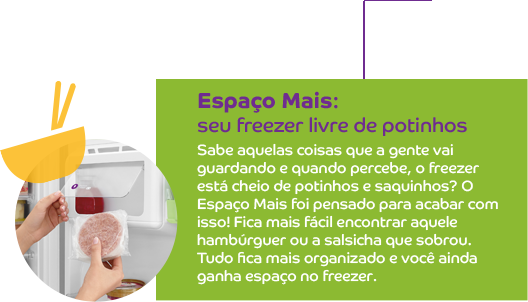 Espaço Mais:
seu freezer livre de potinhos
Sabe aquelas coisas que a gente vai
guardando e quando percebe, o freezer
está cheio de potinhos e saquinhos? O
Espaço Mais foi pensado para acabar com
isso! Fica mais fácil encontrar aquele
hambúrguer ou a salsicha que sobrou.
Tudo fica mais organizado e você ainda
ganha espaço no freezer.